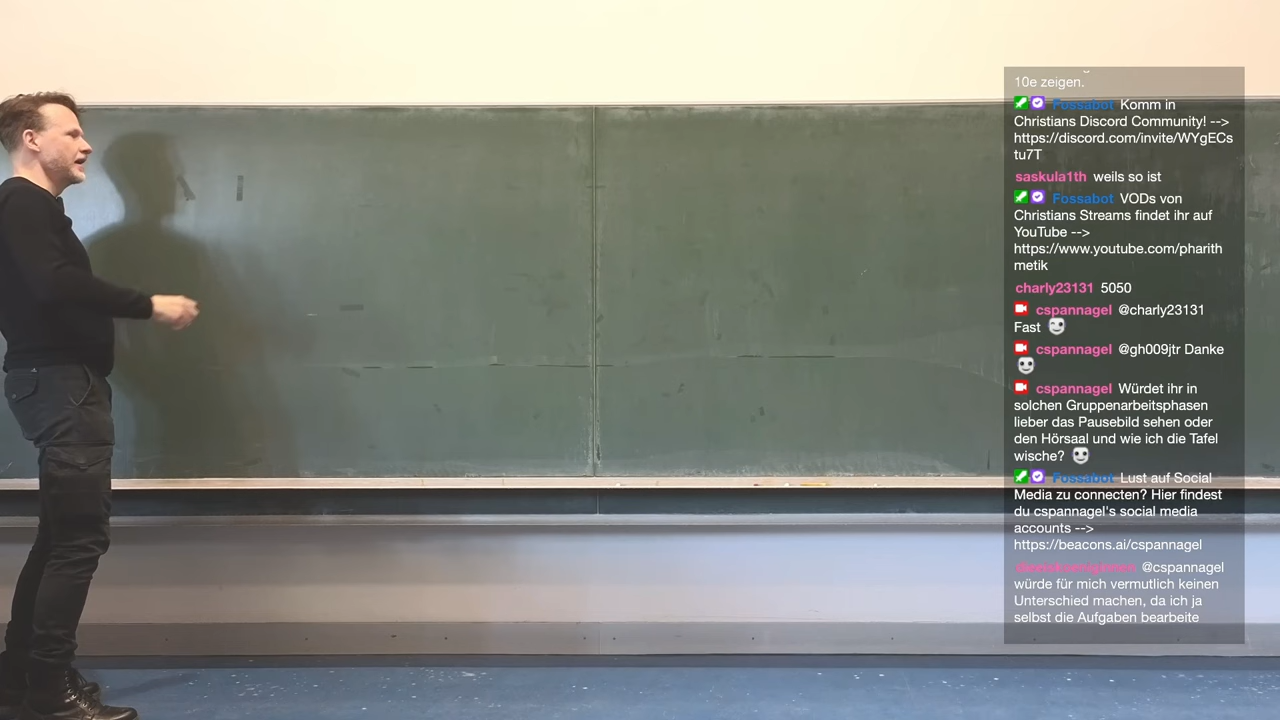 10e zeigen.
Fossabot Komm in
Christians Discord Community! -->
https://discord.com/invite/WYgECs
tu7T
saskula1th weils so ist
Fossabot VODs von
Christians Streams findet ihr auf
YouTube -->
https://www.youtube.com/pharith
metik
charly23131 5050
cspannagel @charly23131
Fast
cspannagel @gh009jtr Danke
cspannagel Würdet ihr in
solchen Gruppenarbeitsphasen
lieber das Pausebild sehen oder
den Hörsaal und wie ich die Tafel
wische?
Fossabot Lust auf Social
Media zu connecten? Hier findest
du cspannagel's social media
accounts -->
https://beacons.ai/cspannagel
@cspannagel
würde für mich vermutlich keinen
Unterschied machen, da ich ja
selbst die Aufgaben bearbeite